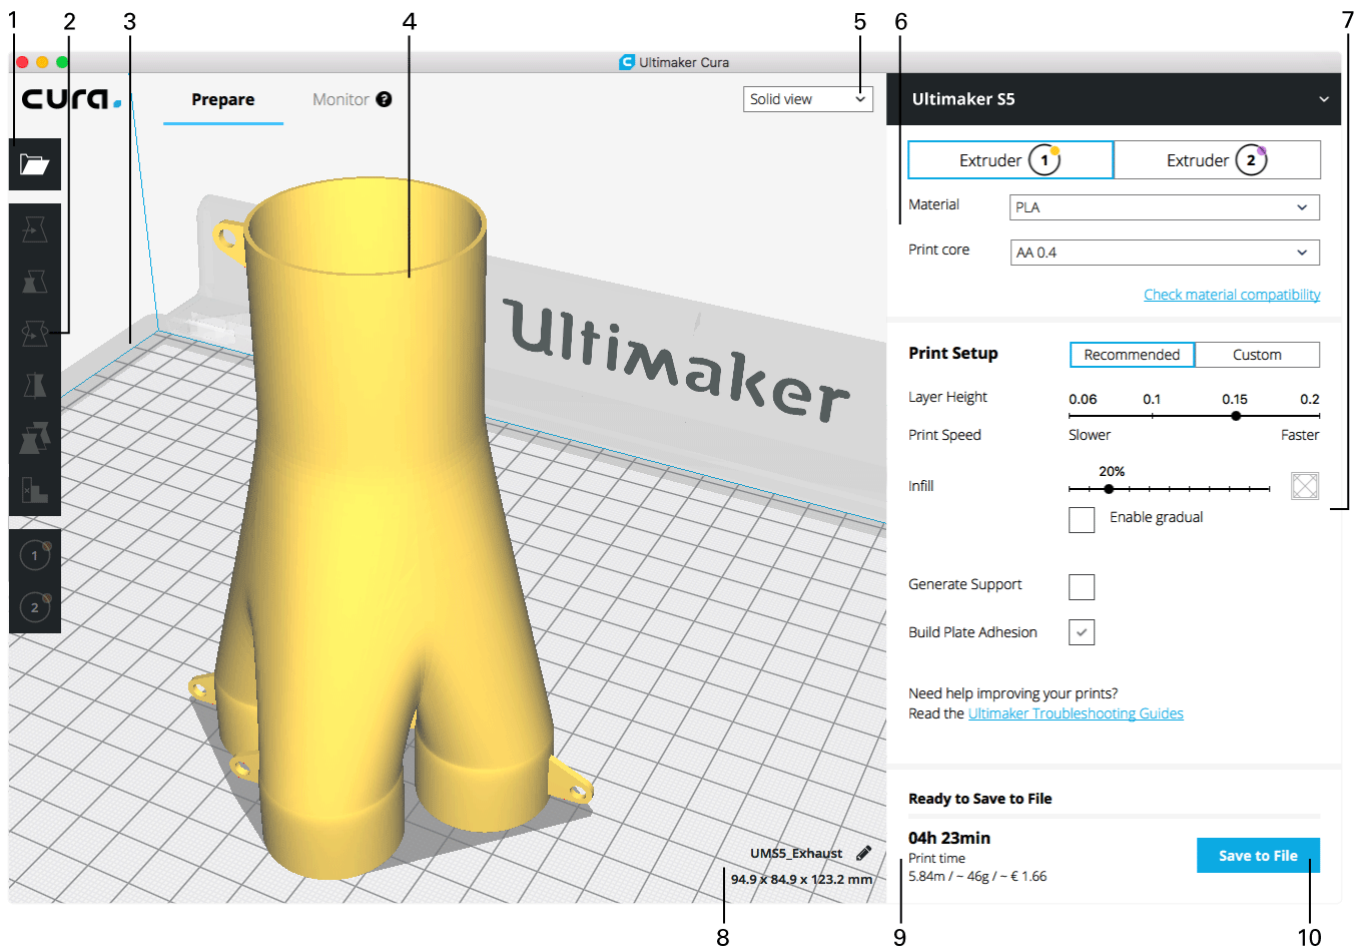 1 2 3 4 5 6 7
Ultimaker Cura
cura.
Prepare Monitor ?
Solid view
Ultimaker S5
Extruder 1 Extruder 2
Material PLA
Print core AA 0.4
Check material compatibility
Ultimaker
Print Setup Recommended Custom
Layer Height 0.06 0.1 0.15 0.2
Print Speed Slower Faster
20%
Infill
Enable gradual
1
Generate Support
2
Build Plate Adhesion
Need help improving your prints?
Read the Ultimaker Troubleshooting Guides
Ready to Save to File
04h 23min
Print time
5.84m / ~ 46g / ~ € 1.66
Save to File
UMS5_Exhaust
94.9 x 84.9 x 123.2 mm
8 9 10